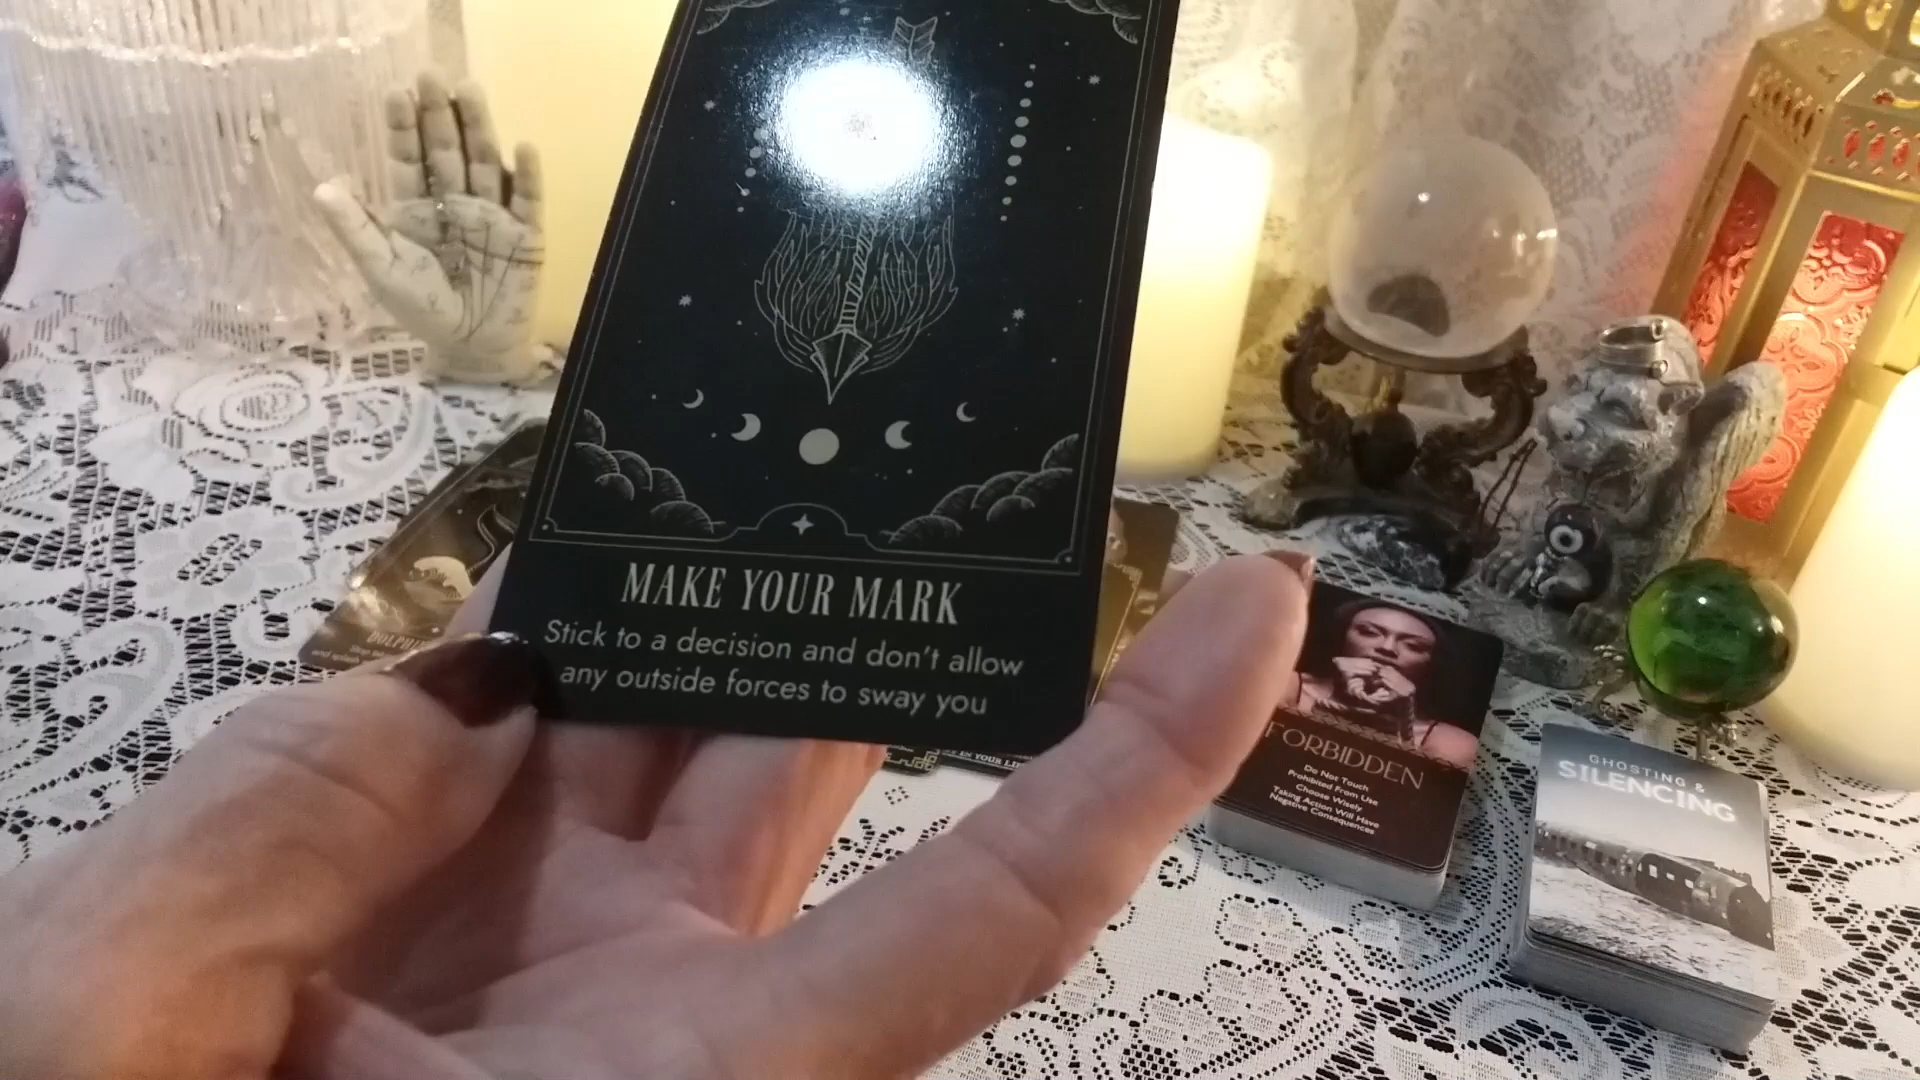 MAKE YOUR MARK
Stick to a decision and don't allow
any outside forces to sway you
FORBIDDEN
Do Not Touch
Prohibited From Use
Choose Wisely
Taking Action Will Have
Negative Consequences
GHOSTING &
SILENCING